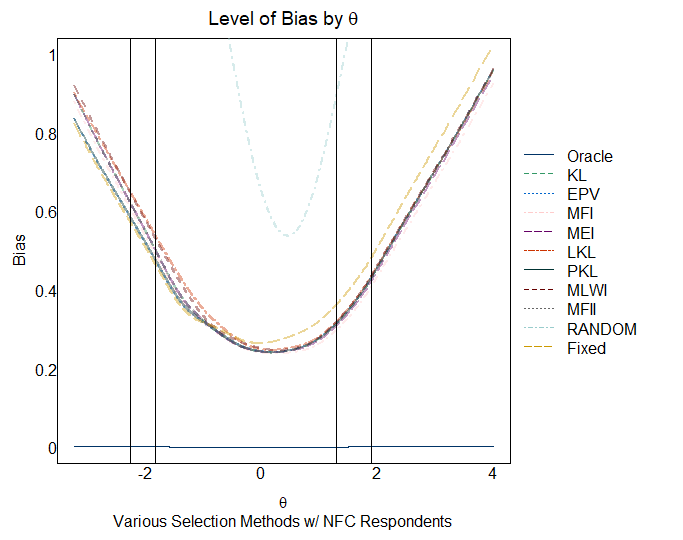 Level of Bias by θ
1
0.8
0.6
0.4
0.2
0
Bias
-2 0 2 4
θ
Various Selection Methods w/ NFC Respondents
Oracle
KL
EPV
MFI
MEI
LKL
PKL
MLWI
MFII
RANDOM
Fixed